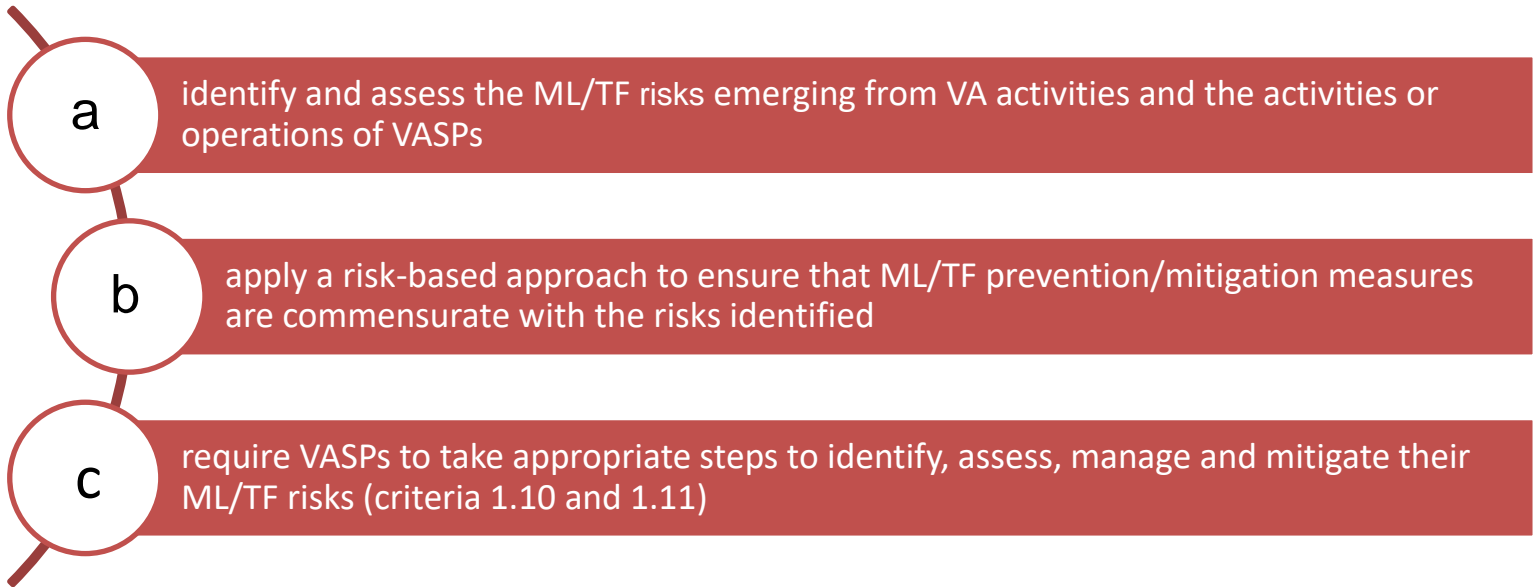 a
identify and assess the ML/TF risks emerging from VA activities and the activities or
operations of VASPs
b
apply a risk-based approach to ensure that ML/TF prevention/mitigation measures
are commensurate with the risks identified
c
require VASPs to take appropriate steps to identify, assess, manage and mitigate their
ML/TF risks (criteria 1.10 and 1.11)